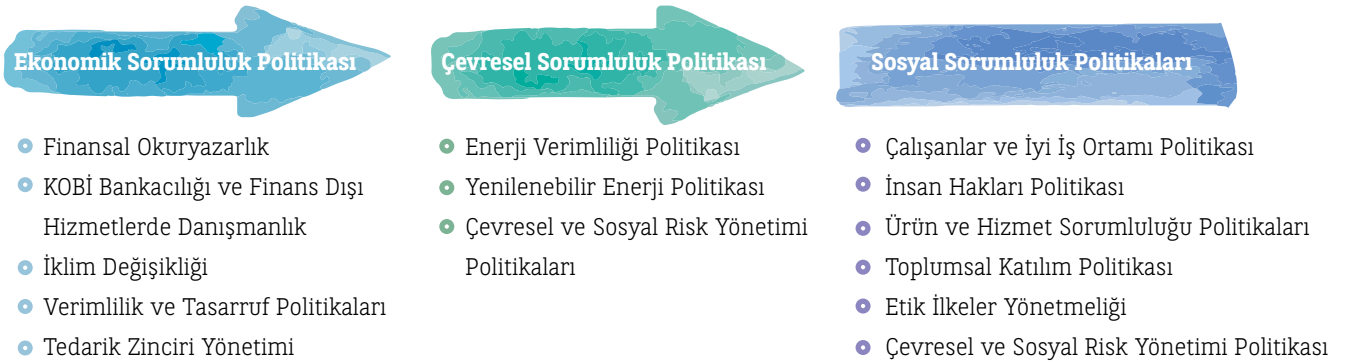 Ekonomik Sorumluluk Politikası
Finansal Okuryazarlık
KOBİ Bankacılığı ve Finans Dışı
Hizmetlerde Danışmanlık
İklim Değişikliği
Verimlilik ve Tasarruf Politikaları
Tedarik Zinciri Yönetimi
Çevresel Sorumluluk Politikası
Enerji Verimliliği Politikası
Yenilenebilir Enerji Politikası
Çevresel ve Sosyal Risk Yönetimi
Politikaları
Sosyal Sorumluluk Politikaları
Çalışanlar ve İyi İş Ortamı Politikası
İnsan Hakları Politikası
Ürün ve Hizmet Sorumluluğu Politikaları
Toplumsal Katılım Politikası
Etik İlkeler Yönetmeliği
Çevresel ve Sosyal Risk Yönetimi Politikası